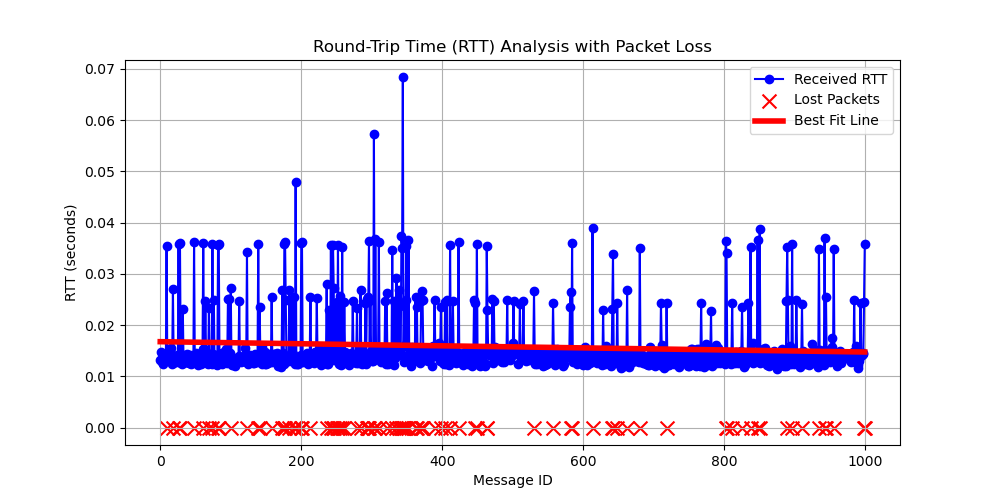 Round-Trip Time (RTT) Analysis with Packet Loss
Received RTT
Lost Packets
Best Fit Line
RTT (seconds)
0.07
0.06
0.05
0.04
0.03
0.02
0.01
0.00
0
200
400
600
800
1000
Message ID